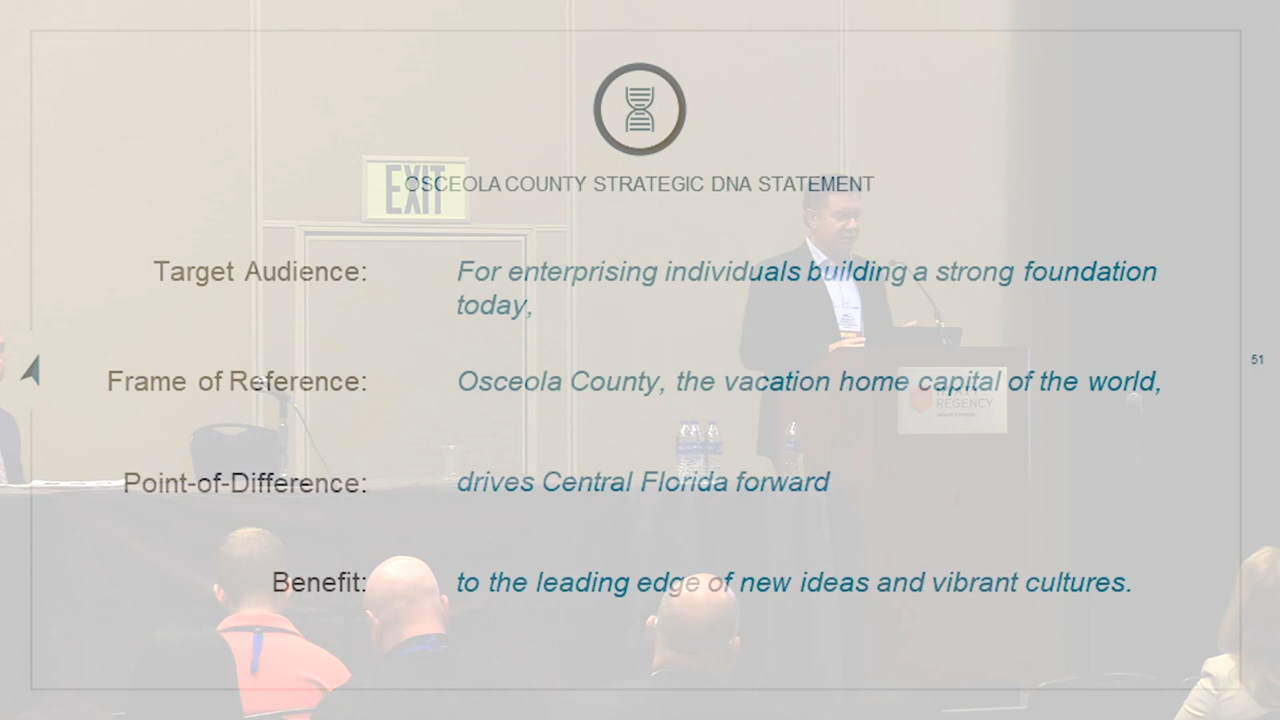 EXIT
OSCEOLA COUNTY STRATEGIC DNA STATEMENT
Target Audience: For enterprising individuals building a strong foundation
today,
51
Frame of Reference: Osceola County, the vacation home capital of the world,
REGENCY
Point-of-Difference: drives Central Florida forward
Benefit: to the leading edge of new ideas and vibrant cultures.